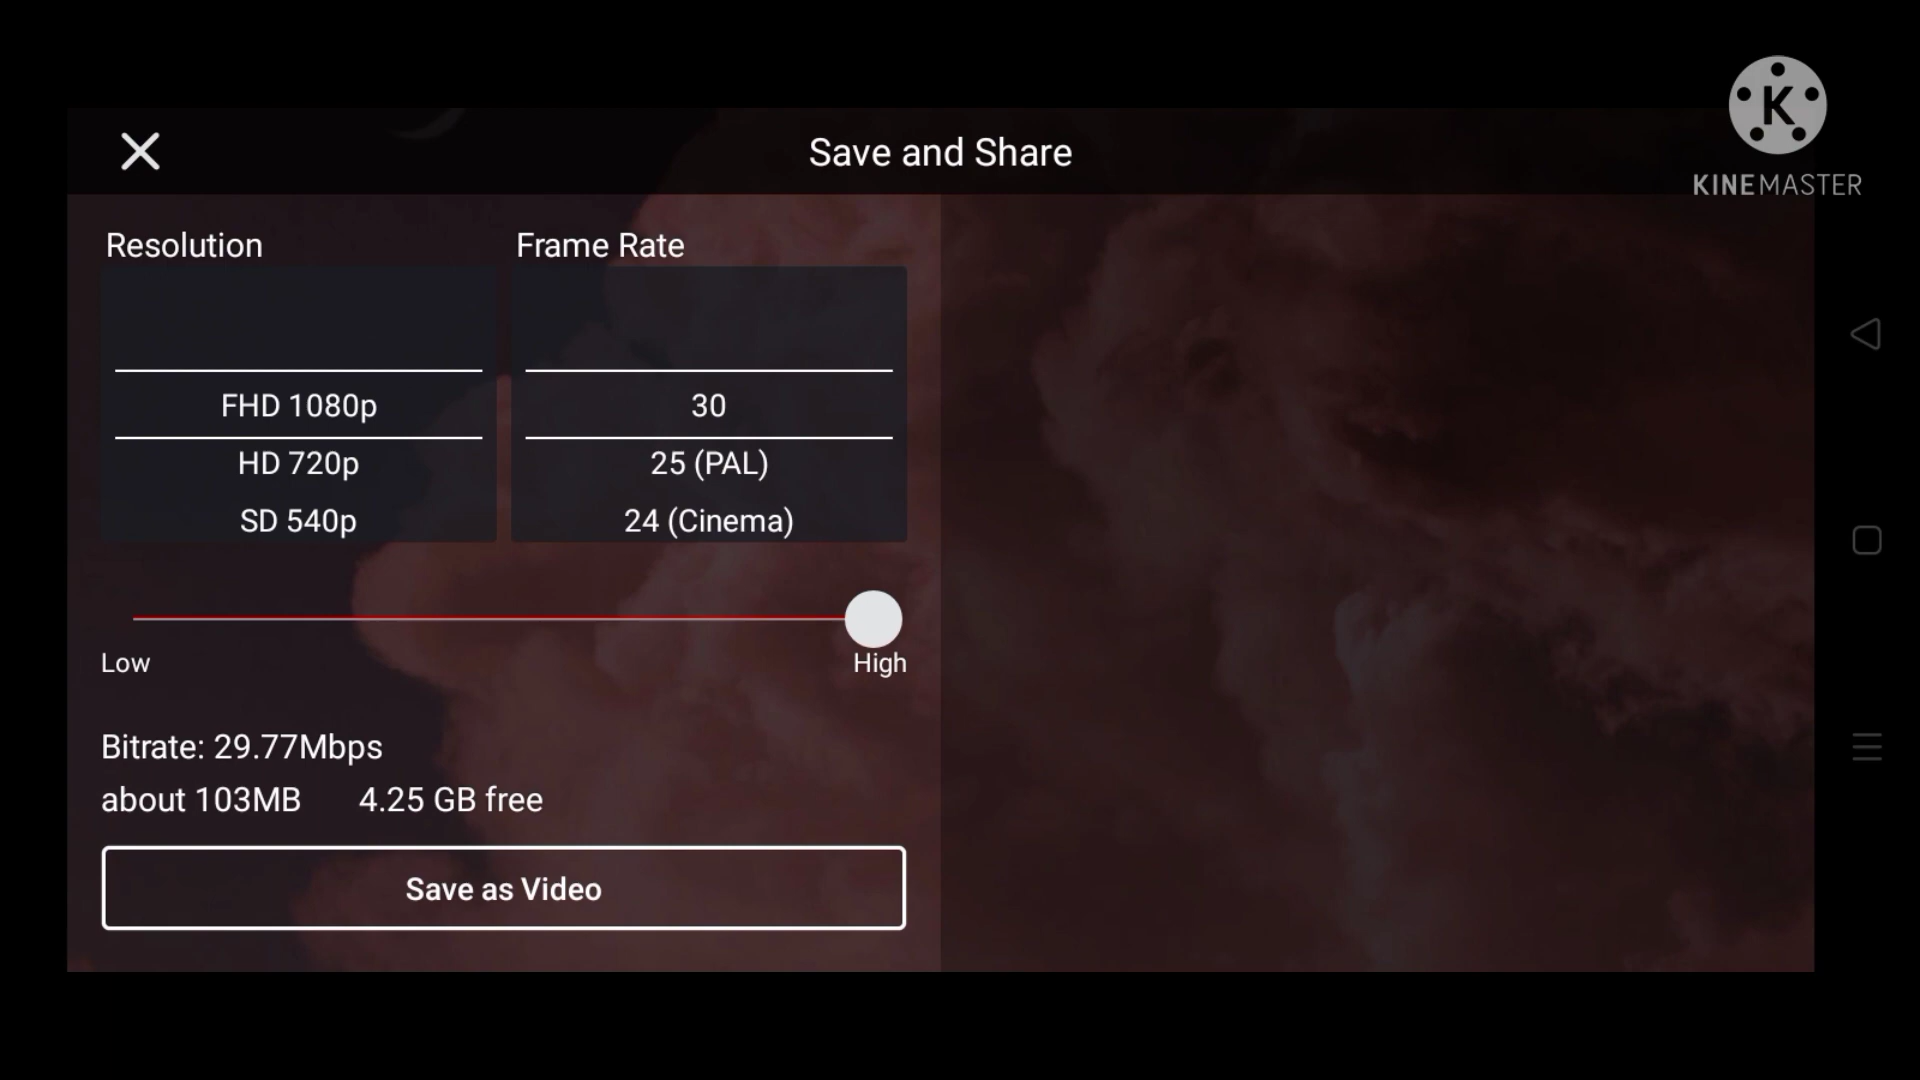 Save and Share
K
KINEMASTER
Resolution
Frame Rate
FHD 1080p
30
HD 720p
25 (PAL)
SD 540p
24 (Cinema)
Low
High
Bitrate: 29.77Mbps
about 103MB
4.25 GB free
Save as Video